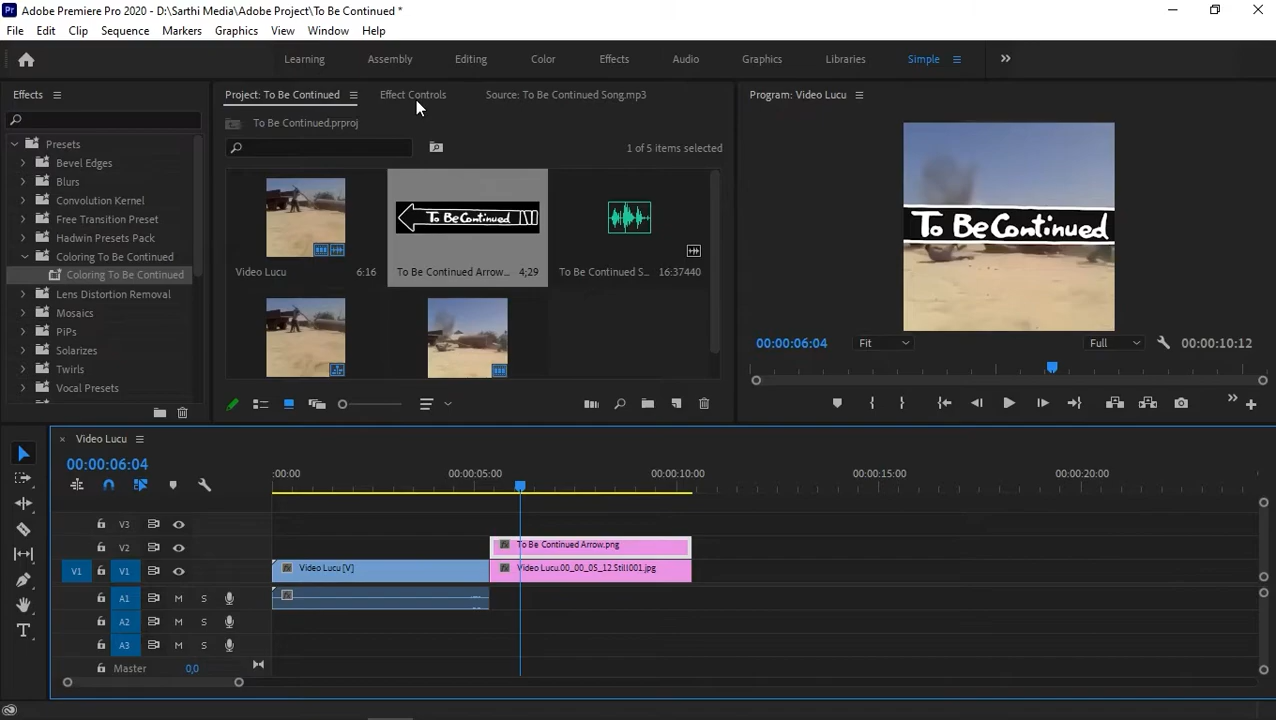 Adobe Premiere Pro 2020 - D:\Sarthi Media\Adobe Project\To Be Continued *
File Edit Clip Sequence Markers Graphics View Window Help
Learning Assembly Editing Color Effects Audio Graphics Libraries Simple
Effects
Project: To Be Continued Effect Controls Source: To Be Continued Song.mp3
Program: Video Lucu
To Be Continued.prproj
1 of 5 items selected
Presets
Bevel Edges
Blurs
Convolution Kernel
Free Transition Preset
Hadwin Presets Pack
Coloring To Be Continued
Coloring To Be Continued
Lens Distortion Removal
Mosaics
PiPs
Solarizes
Twirls
Vocal Presets
To Be Continued
Video Lucu 6:16
To Be Continued Arrow... 4;29
To Be Continued S... 16:37440
To Be Continued
00:00:06:04 Fit Full 00:00:10:12
Video Lucu
00:00:06:04
:00:00 00:00:05:00 00:00:10:00 00:00:15:00 00:00:20:00
V3
V2
To Be Continued Arrow.png
V1 V1
Video Lucu [V]
Video Lucu.00_00_05_12.Still001.jpg
A1 M S
A2 M S
A3 M S
Master 0,0